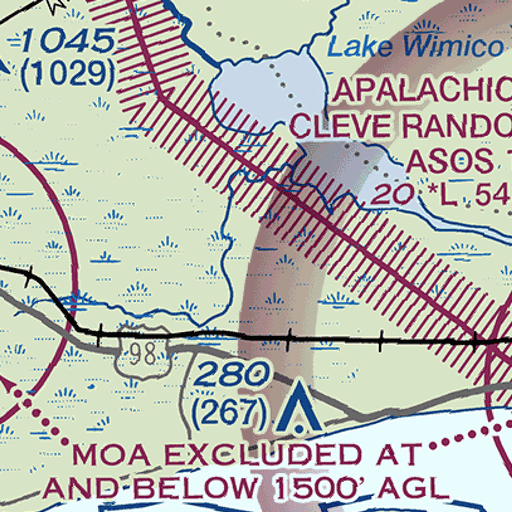 1045
(1029)
Lake Wimico
APALACHIC
CLEVE RANDO
ASOS
20 *L 54
98
280
(267)
MOA EXCLUDED AT
AND BELOW 1500' AGL